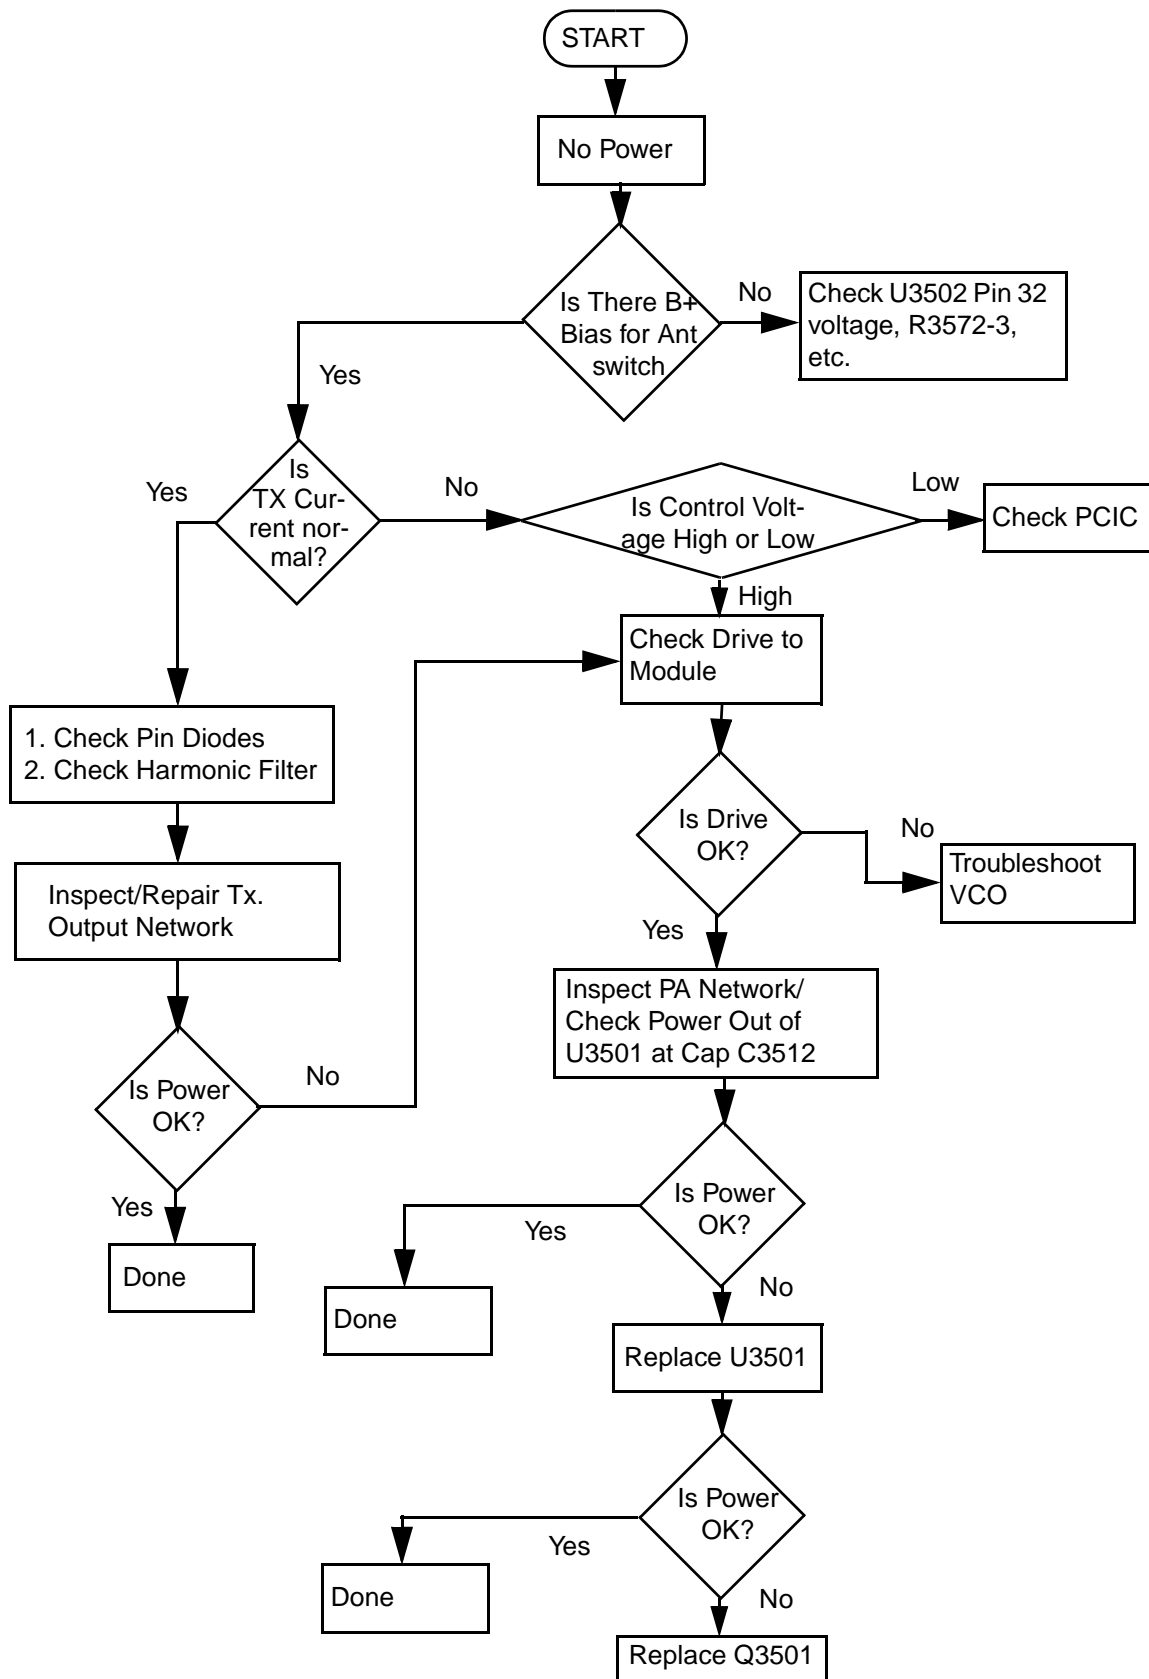 START
No Power
Is There B+
Bias for Ant
switch
No
Check U3502 Pin 32
voltage, R3572-3,
etc.
Yes
Is
TX Cur-
rent nor-
mal?
Yes
No
Is Control Volt-
age High or Low
Low
Check PCIC
High
Check Drive to
Module
1. Check Pin Diodes
2. Check Harmonic Filter
Is Drive
OK?
No
Troubleshoot
VCO
Inspect/Repair Tx.
Output Network
Yes
Inspect PA Network/
Check Power Out of
U3501 at Cap C3512
Is Power
OK?
No
Yes
Done
Is Power
OK?
Yes
Done
No
Replace U3501
Is Power
OK?
Yes
Done
No
Replace Q3501